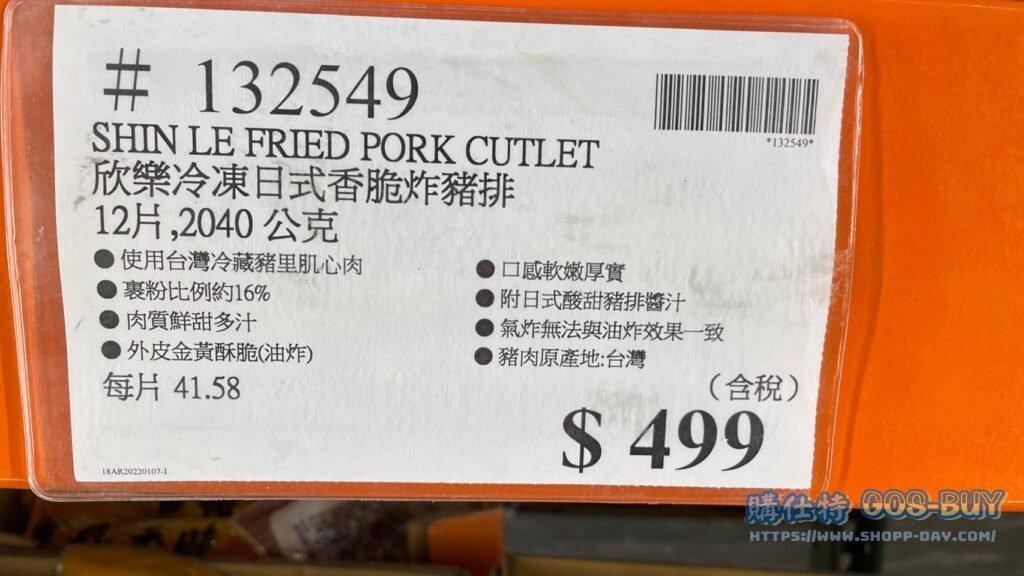 # 132549
*132549*
SHIN LE FRIED PORK CUTLET
欣樂冷凍日式香脆炸豬排
12片,2040 公克
●使用台灣冷藏豬里肌心肉
●裹粉比例約16%
●肉質鮮甜多汁
●外皮金黃酥脆(油炸)
●口感軟嫩厚實
●附日式酸甜豬排醬汁
●氣炸無法與油炸效果一致
●豬肉原產地:台灣
每片 41.58
（含稅）
$ 499
18AR20220107-1
購仕特 GOS-BUY
HTTPS://WWW.SHOPP-DAY.COM/